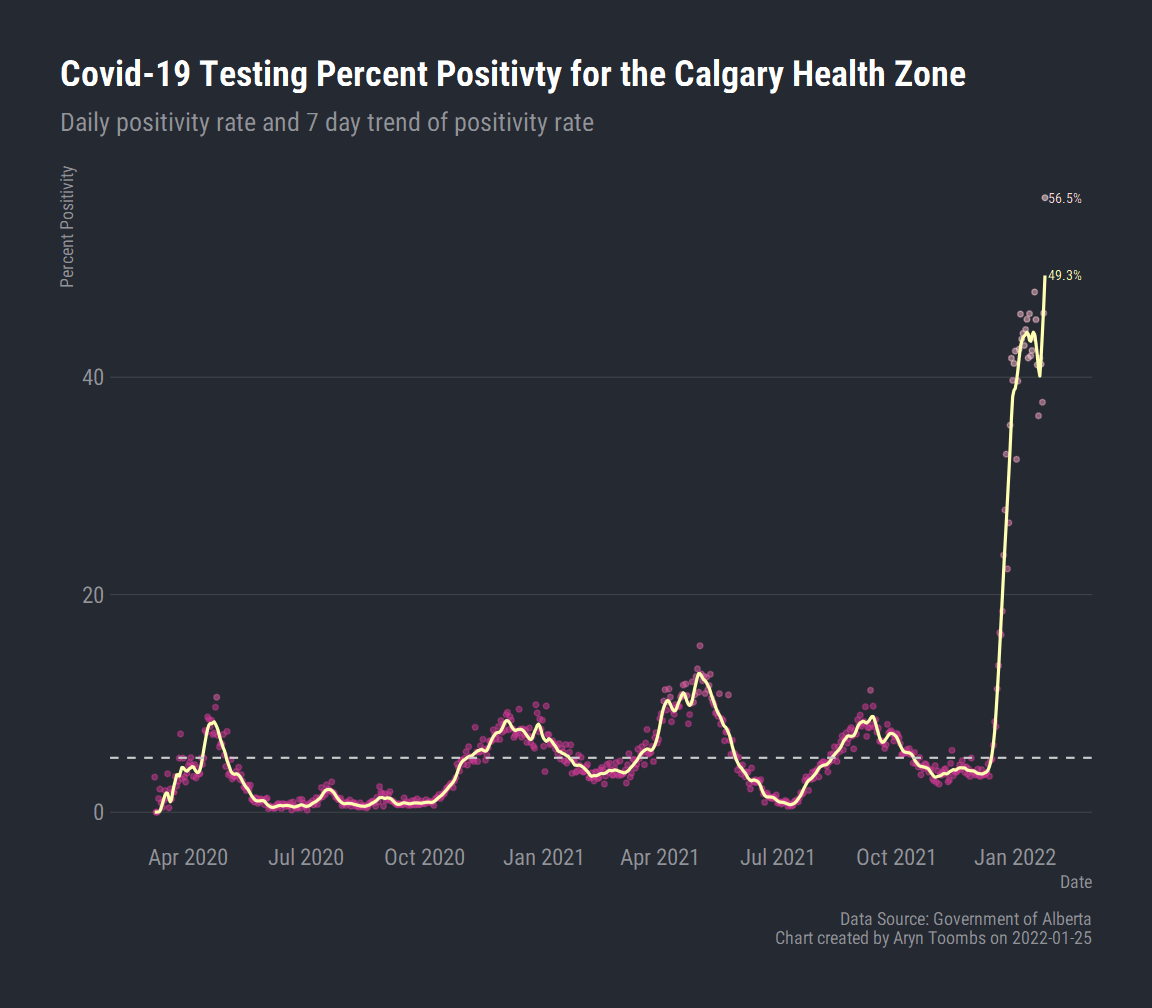 Covid-19 Testing Percent Positivty for the Calgary Health Zone
Daily positivity rate and 7 day trend of positivity rate
Percent Positivity
56.5%
49.3%
40
20
0
Apr 2020 Jul 2020 Oct 2020 Jan 2021 Apr 2021 Jul 2021 Oct 2021 Jan 2022
Date
Data Source: Government of Alberta
Chart created by Aryn Toombs on 2022-01-25